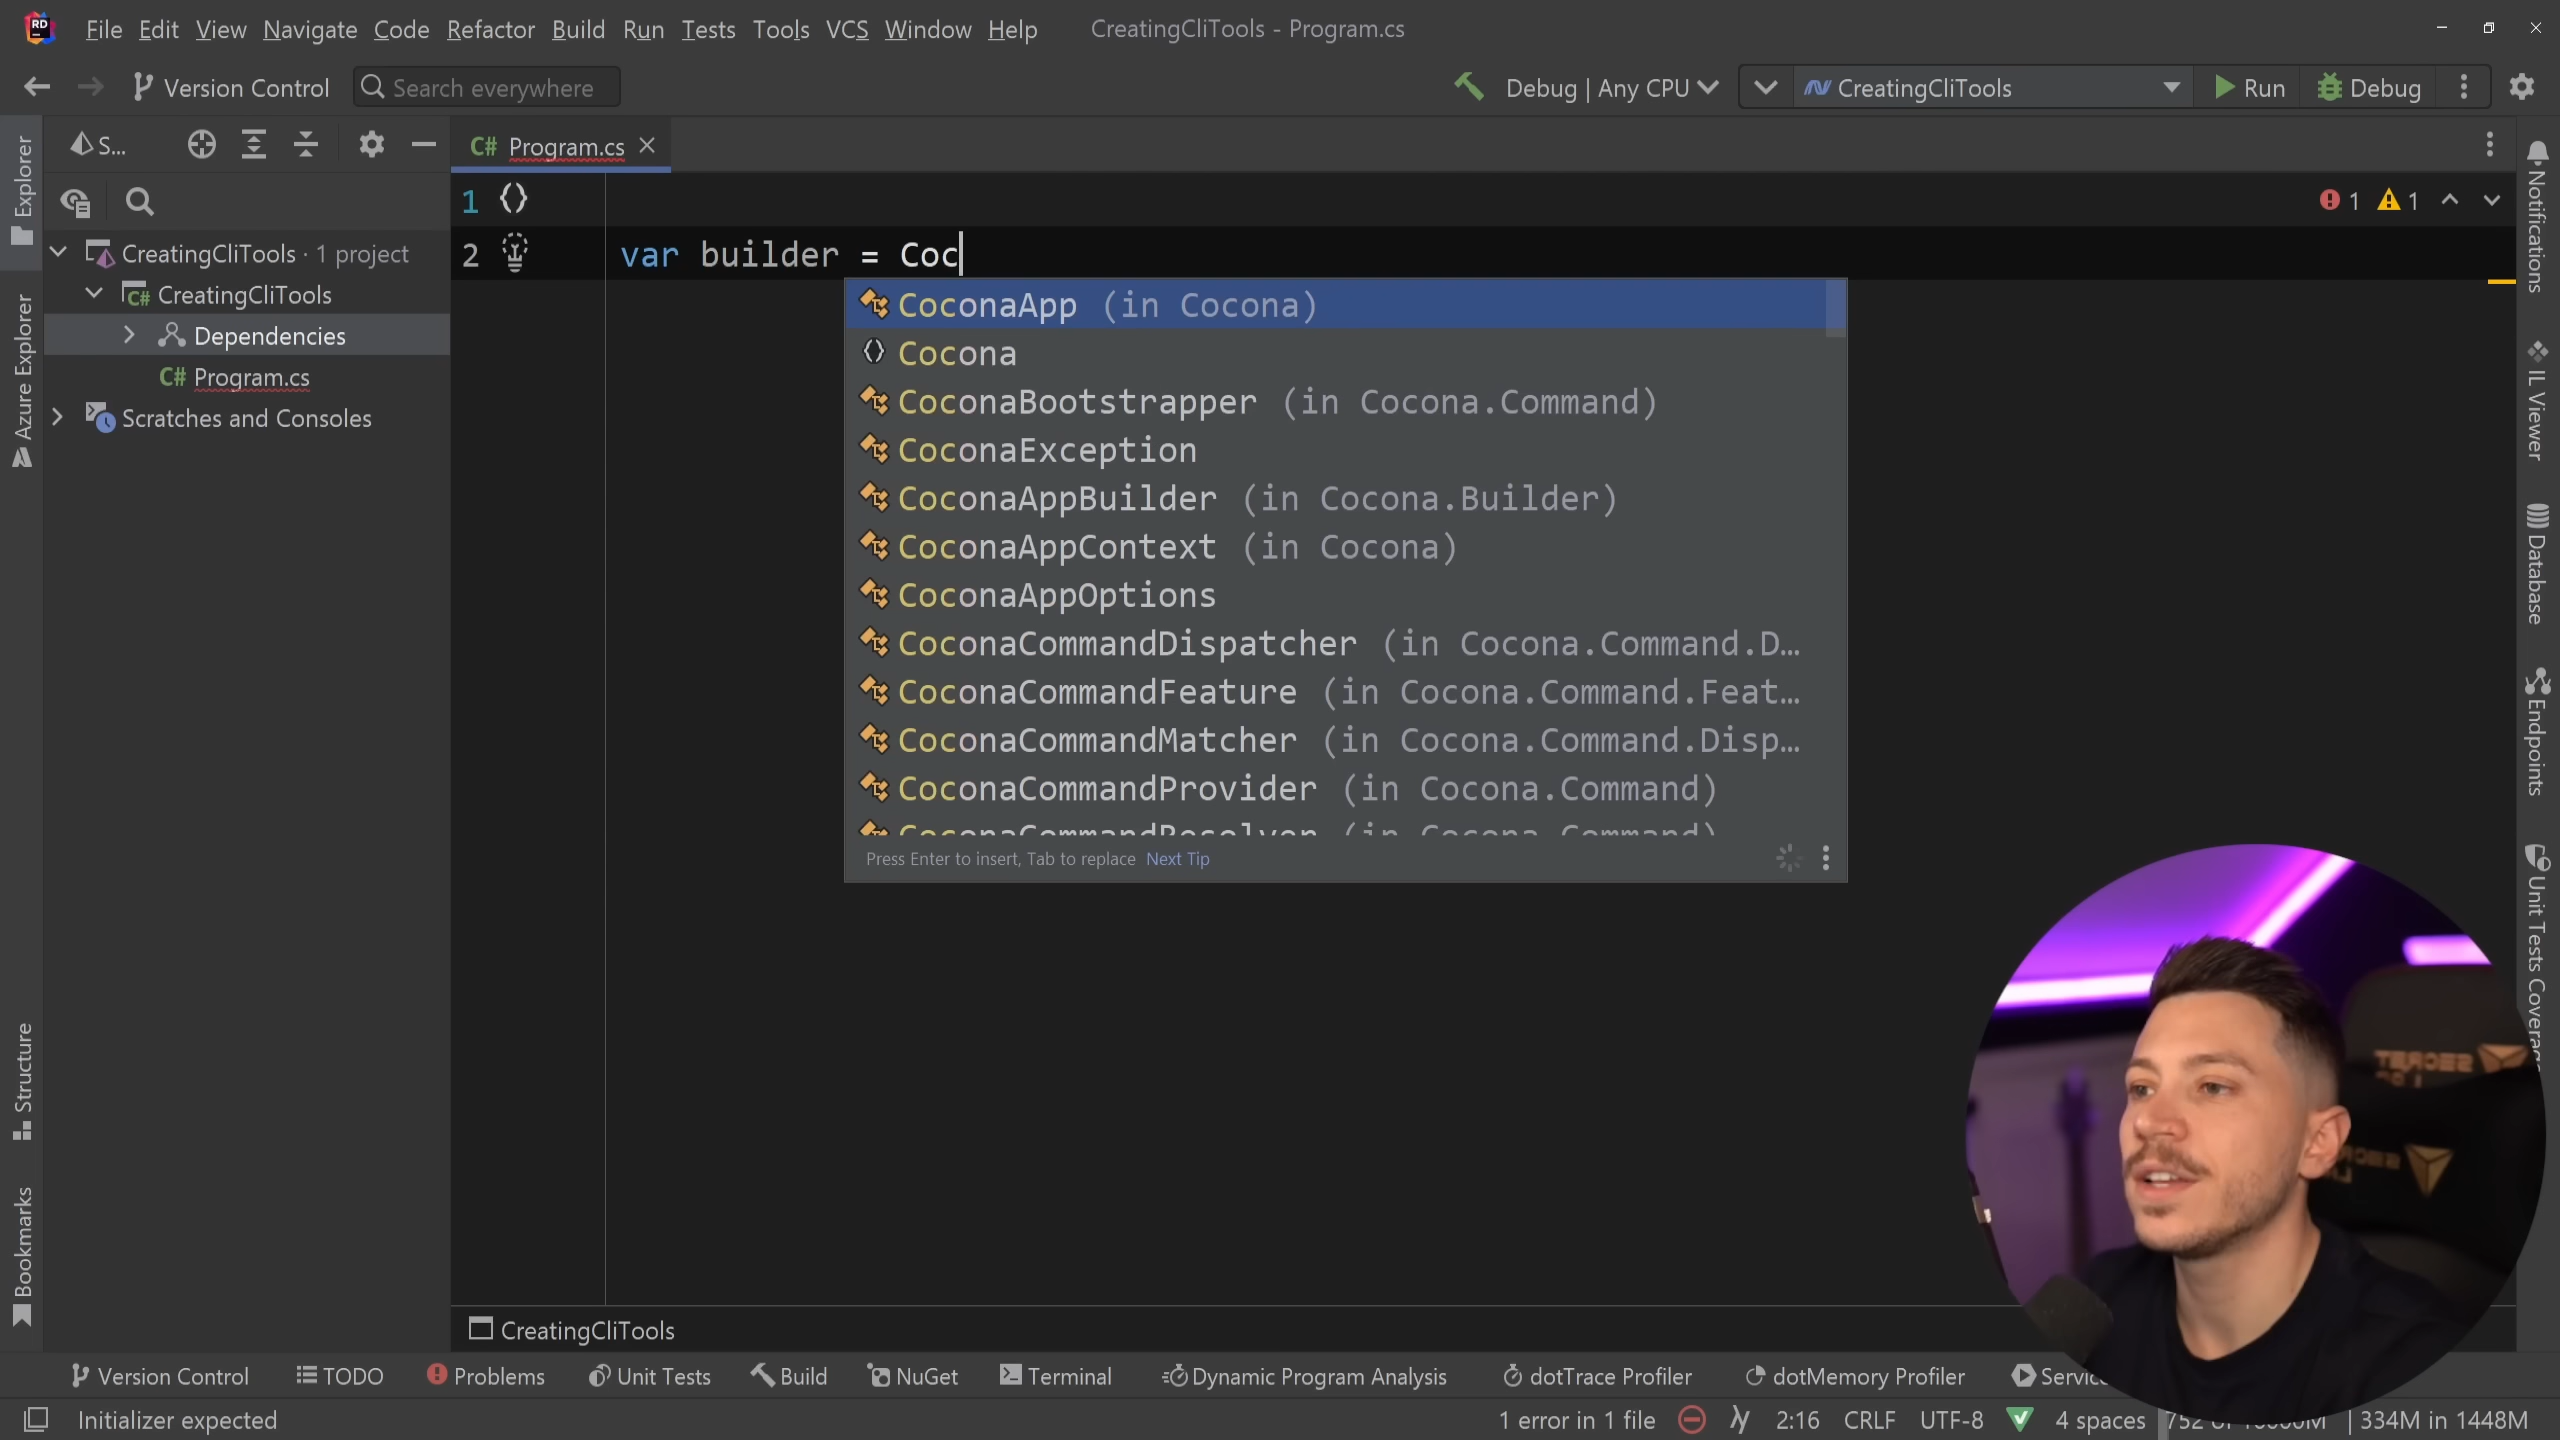 RD
File Edit View Navigate Code Refactor Build Run Tests Tools VCS Window Help
CreatingCliTools - Program.cs
Version Control
Search everywhere
Debug | Any CPU
CreatingCliTools
Run
Debug
Explorer
Azure Explorer
Structure
Bookmarks
S...
CreatingCliTools · 1 project
C# CreatingCliTools
Dependencies
C# Program.cs
Scratches and Consoles
C# Program.cs
1 {}
2 var builder = Coc
1 1
CoconaApp (in Cocona)
Cocona
CoconaBootstrapper (in Cocona.Command)
CoconaException
CoconaAppBuilder (in Cocona.Builder)
CoconaAppContext (in Cocona)
CoconaAppOptions
CoconaCommandDispatcher (in Cocona.Command.D…
CoconaCommandFeature (in Cocona.Command.Feat…
CoconaCommandMatcher (in Cocona.Command.Disp…
CoconaCommandProvider (in Cocona.Command)
CoconaCommandResolver (in Cocona.Command)
Press Enter to insert, Tab to replace Next Tip
Notifications
IL Viewer
Database
Endpoints
Unit Tests Coverage
SECRET
CreatingCliTools
Version Control TODO Problems Unit Tests Build NuGet Terminal Dynamic Program Analysis dotTrace Profiler dotMemory Profiler
Initializer expected
1 error in 1 file 2:16 CRLF UTF-8 4 spaces 334M in 1448M